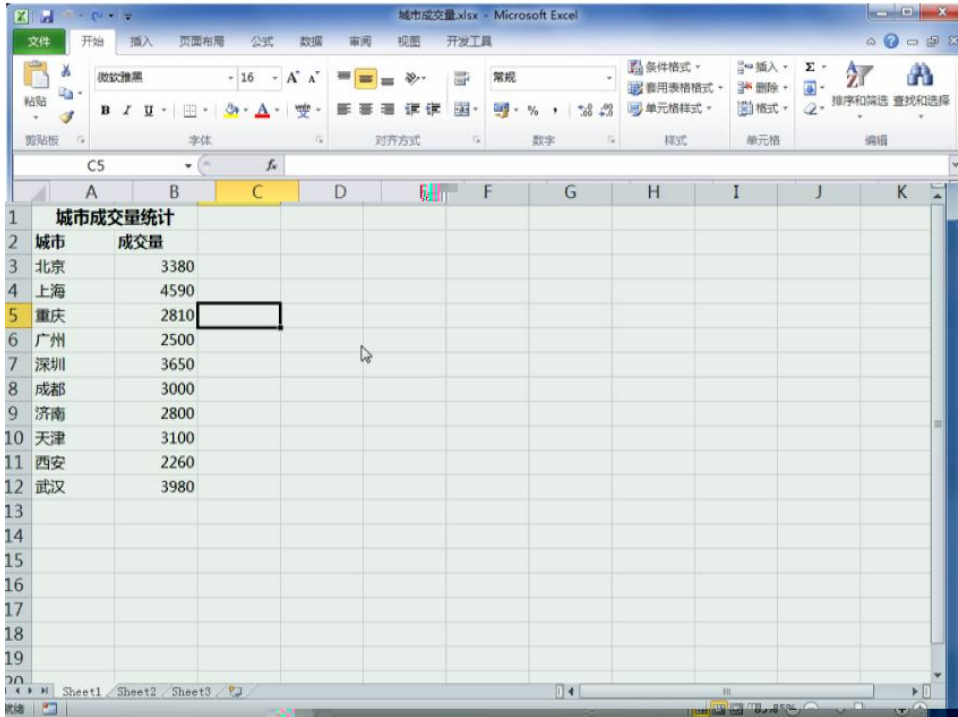 城市成交量.xlsx - Microsoft Excel
文件 开始 插入 页面布局 公式 数据 审阅 视图 开发工具
微软雅黑 16 A A 常规 条件格式 插入 Σ
粘贴 套用表格格式 删除 排序和筛选 查找和选择
B I U A 变 % , 单元格样式 格式
剪贴板 字体 对齐方式 数字 样式 单元格 编辑
C5 fx
A B C D E F G H I J K
1 城市成交量统计
2 城市 成交量
3 北京 3380
4 上海 4590
5 重庆 2810
6 广州 2500
7 深圳 3650
8 成都 3000
9 济南 2800
10 天津 3100
11 西安 2260
12 武汉 3980
13
14
15
16
17
18
19
20
Sheet1 Sheet2 Sheet3
就绪